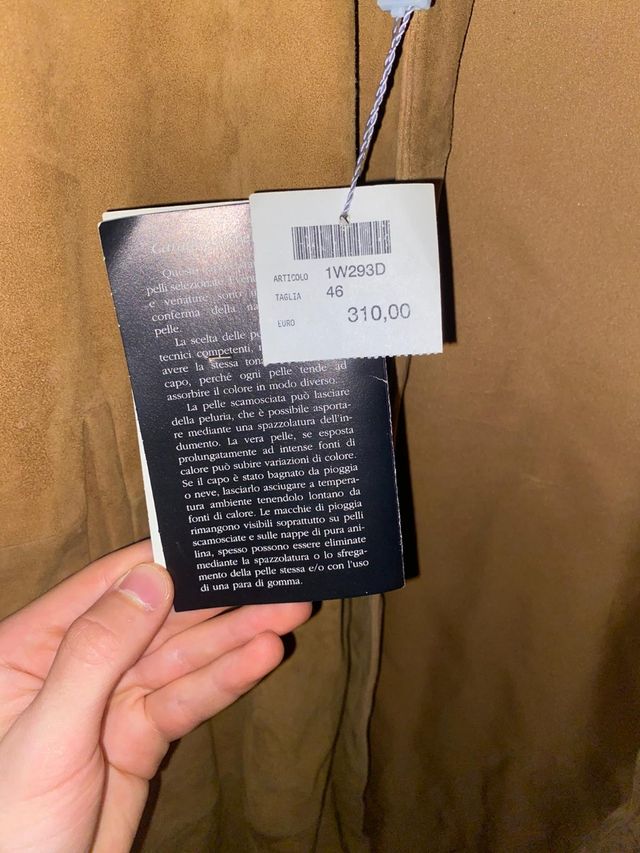 ARTICOLO 1W293D
TAGLIA 46
EURO 310,00
pelli selezionate
e venature sono
conferma della
pelle.
La scelta delle
tecnici competenti,
avere la stessa
capo, perché ogni pelle tende ad
assorbire il colore in modo diverso.
La pelle scamosciata può lasciare
della peluria, che è possibile asporta-
re mediante una spazzolatura dell'in-
dumento. La vera pelle, se esposta
prolungatamente ad intense fonti di
calore può subire variazioni di colore.
Se il capo è stato bagnato da pioggia
o neve, lasciarlo asciugare a tempera-
tura ambiente tenendolo lontano da
fonti di calore. Le macchie di pioggia
rimangono visibili soprattutto su pelli
scamosciate e sulle nappe di pura ani-
lina, spesso possono essere eliminate
mediante la spazzolatura o lo sfrega-
mento della pelle stessa e/o con l'uso
di una para di gomma.